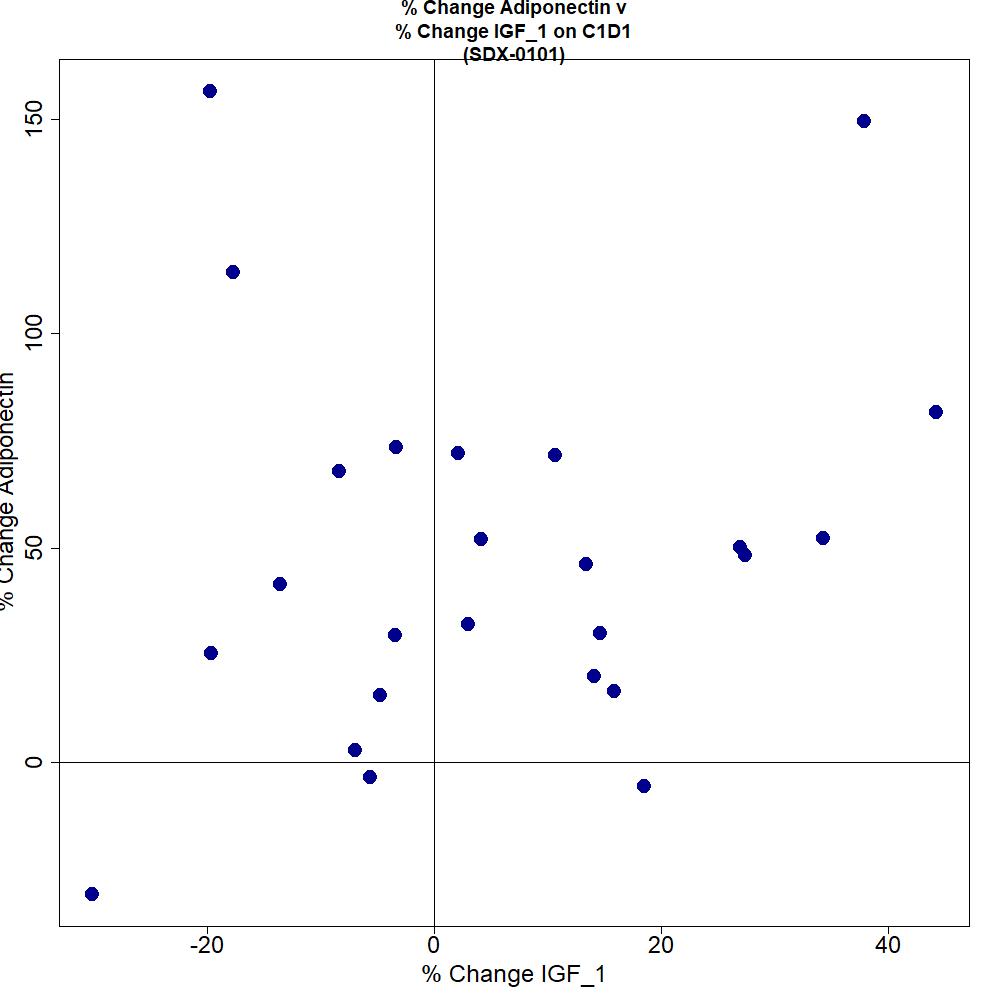 % Change Adiponectin v
% Change IGF_1 on C1D1
(SDX-0101)
% Change Adiponectin
150
100
50
0
-20
0
20
40
% Change IGF_1